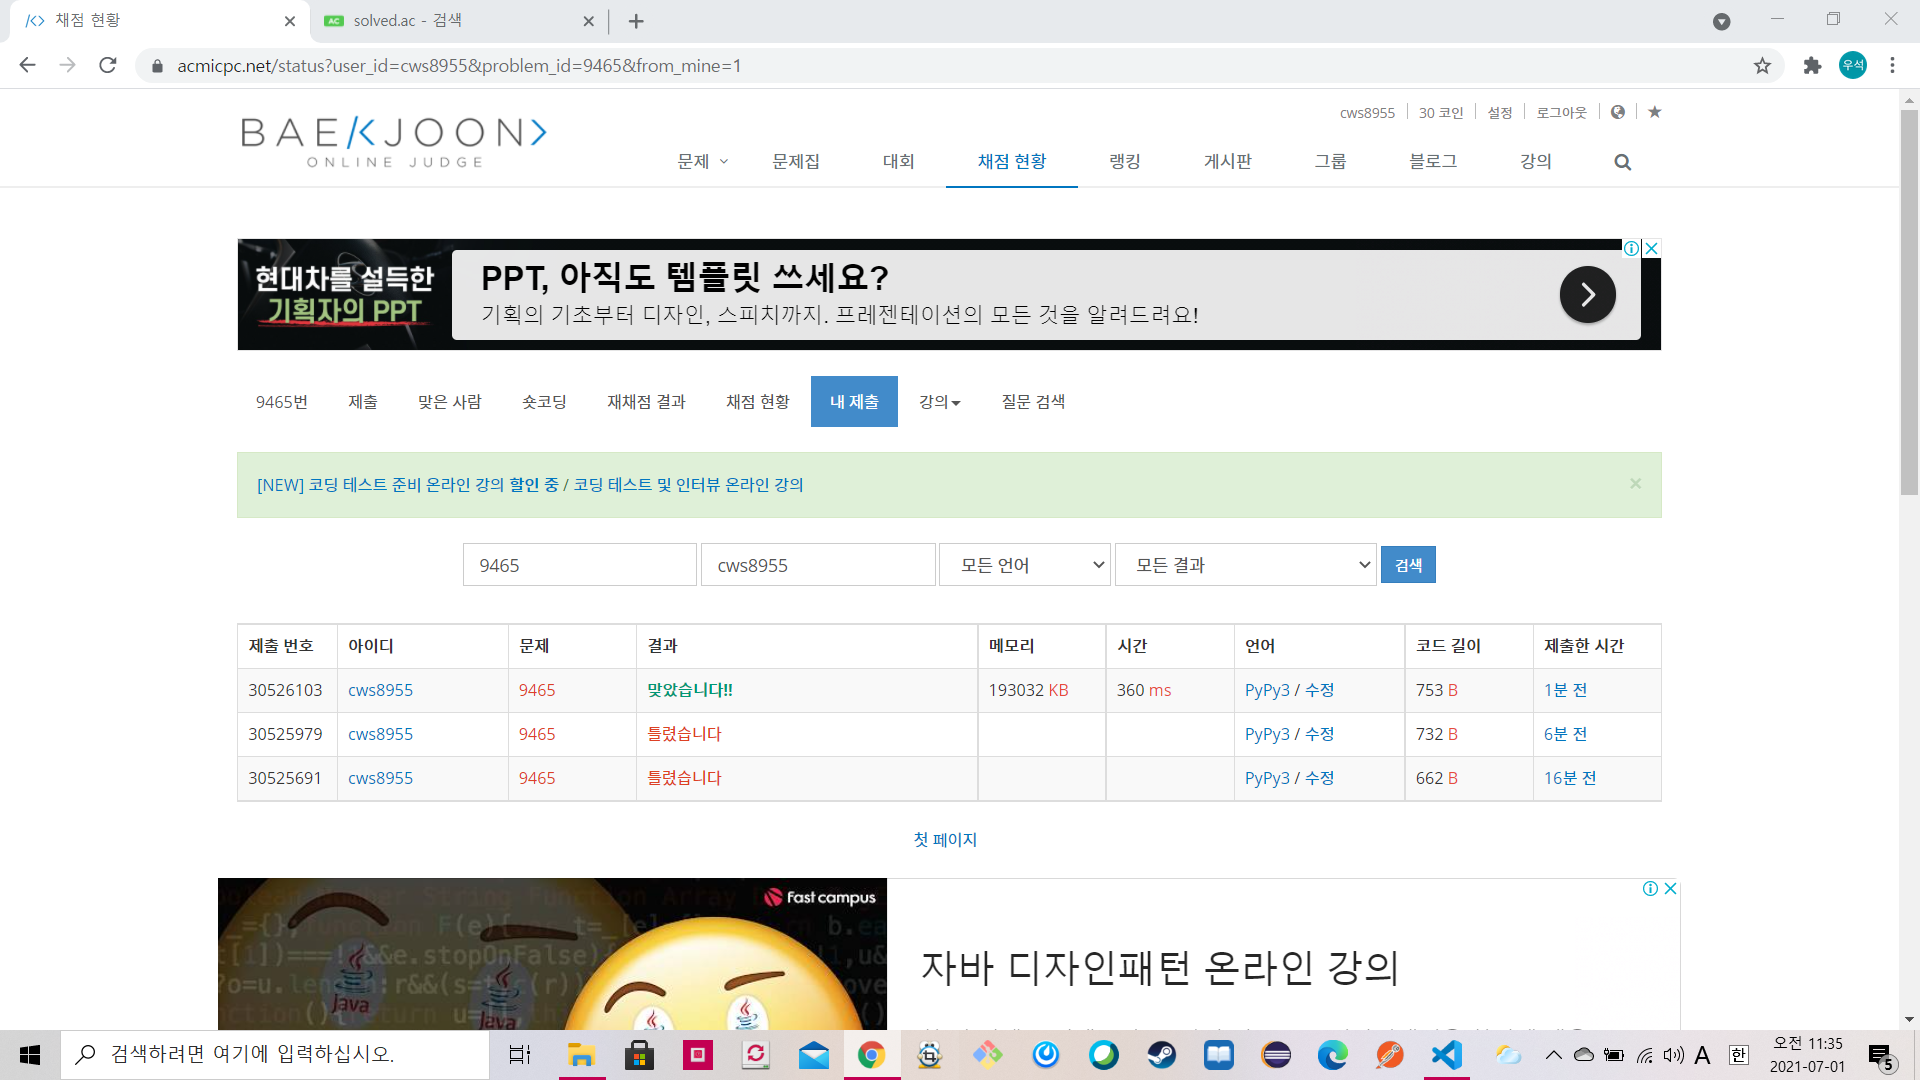 채점 현황
solved.ac - 검색
acmicpc.net/status?user_id=cws8955&problem_id=9465&from_mine=1
우석
cws8955
30 코인
설정
로그아웃
BAEKJOON
ONLINE JUDGE
문제
문제집
대회
채점 현황
랭킹
게시판
그룹
블로그
강의
현대차를 설득한
기획자의 PPT
PPT, 아직도 템플릿 쓰세요?
기획의 기초부터 디자인, 스피치까지. 프레젠테이션의 모든 것을 알려드려요!
9465번
제출
맞은 사람
숏코딩
재채점 결과
채점 현황
내 제출
강의
질문 검색
[NEW] 코딩 테스트 준비 온라인 강의 할인 중 / 코딩 테스트 및 인터뷰 온라인 강의
9465
cws8955
모든 언어
모든 결과
검색
제출 번호 아이디 문제 결과 메모리 시간 언어 코드 길이 제출한 시간
30526103 cws8955 9465 맞았습니다!! 193032 KB 360 ms PyPy3 / 수정 753 B 1분 전
30525979 cws8955 9465 틀렸습니다 PyPy3 / 수정 732 B 6분 전
30525691 cws8955 9465 틀렸습니다 PyPy3 / 수정 662 B 16분 전
첫 페이지
Fast campus
Java
Java
자바 디자인패턴 온라인 강의
검색하려면 여기에 입력하십시오.
A
한
오전 11:35
2021-07-01
5